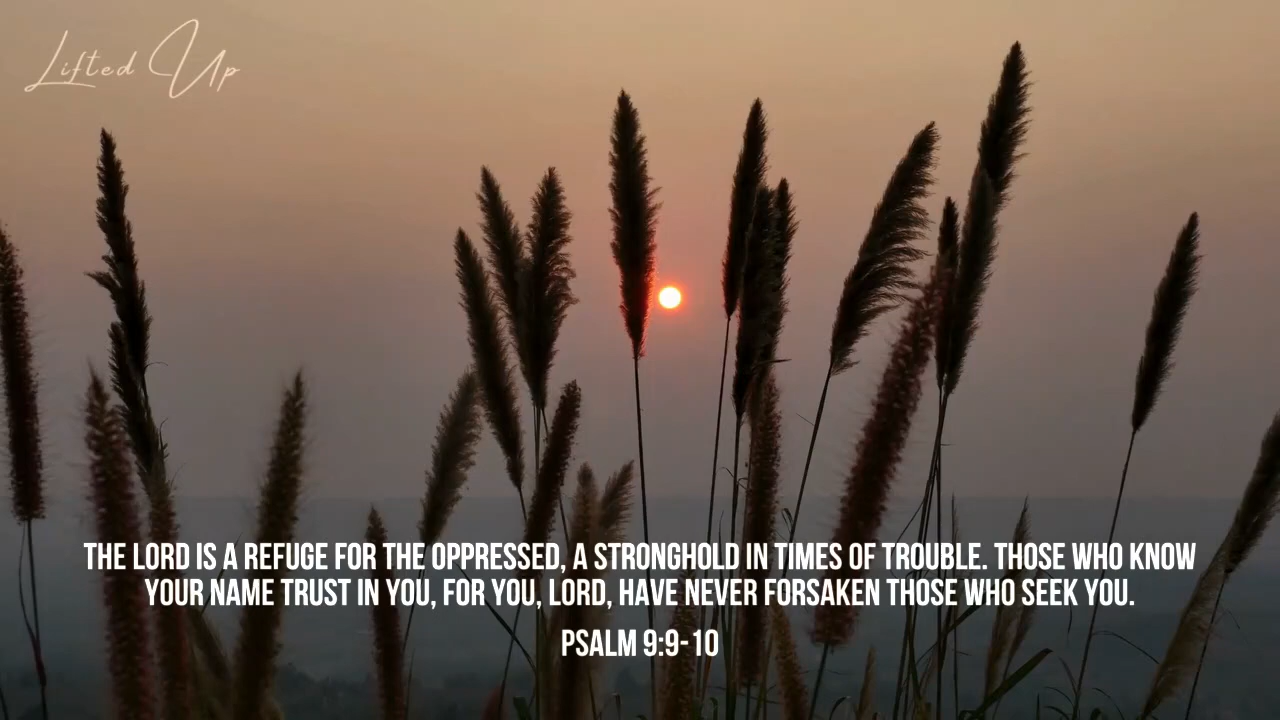 Lifted Up
THE LORD IS A REFUGE FOR THE OPPRESSED, A STRONGHOLD IN TIMES OF TROUBLE. THOSE WHO KNOW
YOUR NAME TRUST IN YOU, FOR YOU, LORD, HAVE NEVER FORSAKEN THOSE WHO SEEK YOU.
PSALM 9:9-10